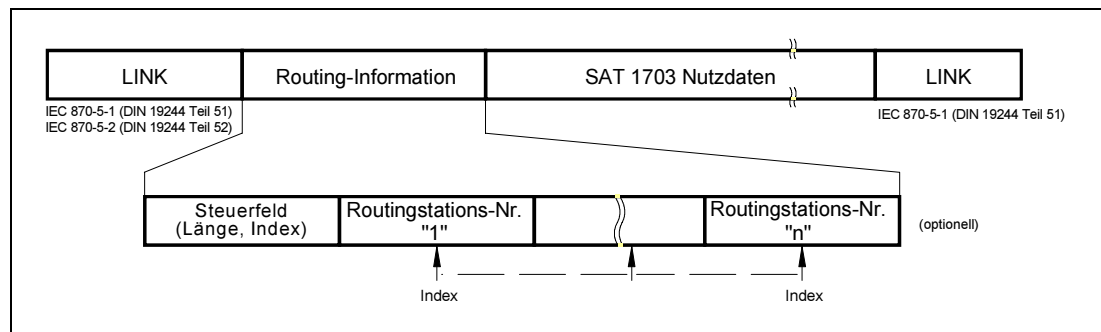 LINK
Routing-Information
SAT 1703 Nutzdaten
LINK
IEC 870-5-1 (DIN 19244 Teil 51)
IEC 870-5-2 (DIN 19244 Teil 52)
IEC 870-5-1 (DIN 19244 Teil 51)
Steuerfeld
(Länge, Index)
Routingstations-Nr.
"1"
Routingstations-Nr.
"n"
(optionell)
Index
Index